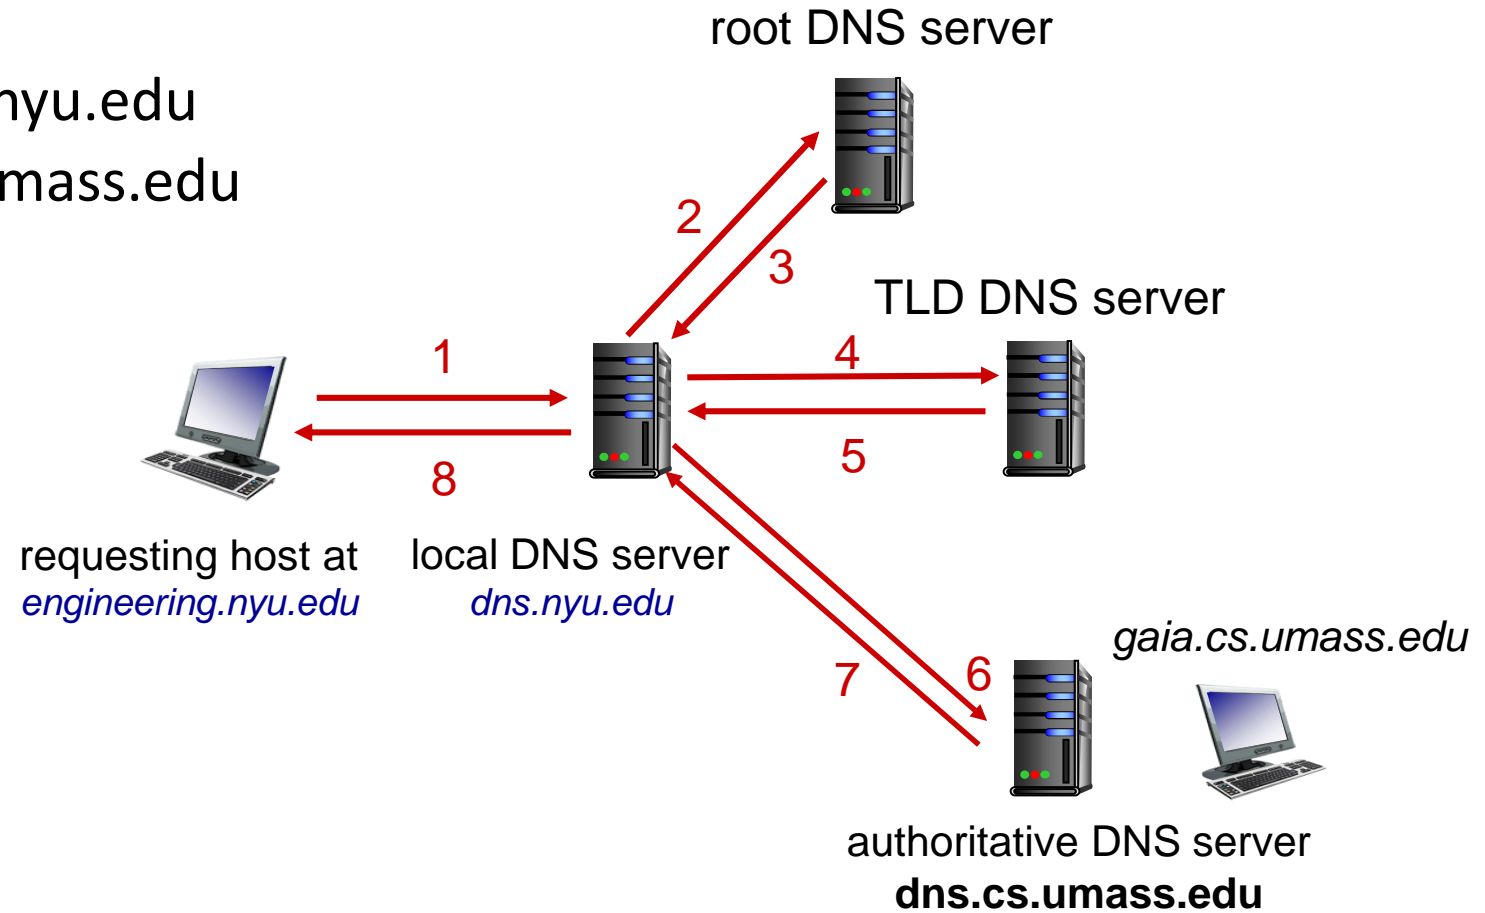 root DNS server
nyu.edu
mass.edu
2
3
TLD DNS server
1
4
8
5
requesting host at
engineering.nyu.edu
local DNS server
dns.nyu.edu
gaia.cs.umass.edu
7
6
authoritative DNS server
dns.cs.umass.edu